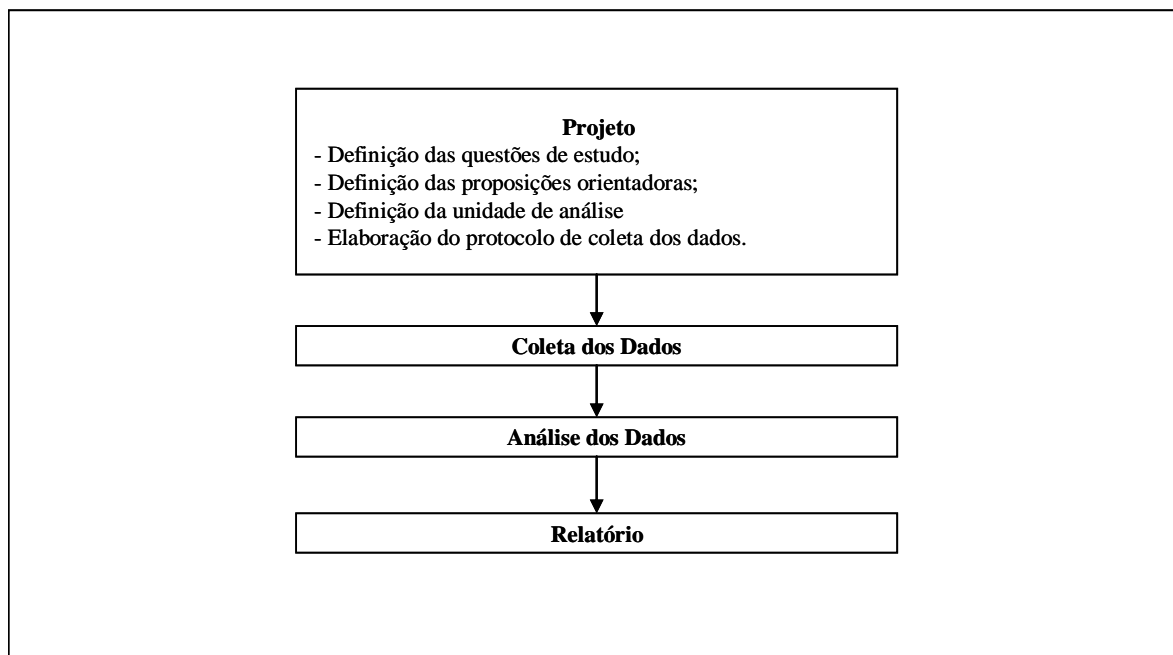 Projeto
- Definição das questões de estudo;
- Definição das proposições orientadoras;
- Definição da unidade de análise
- Elaboração do protocolo de coleta dos dados.
Coleta dos Dados
Análise dos Dados
Relatório